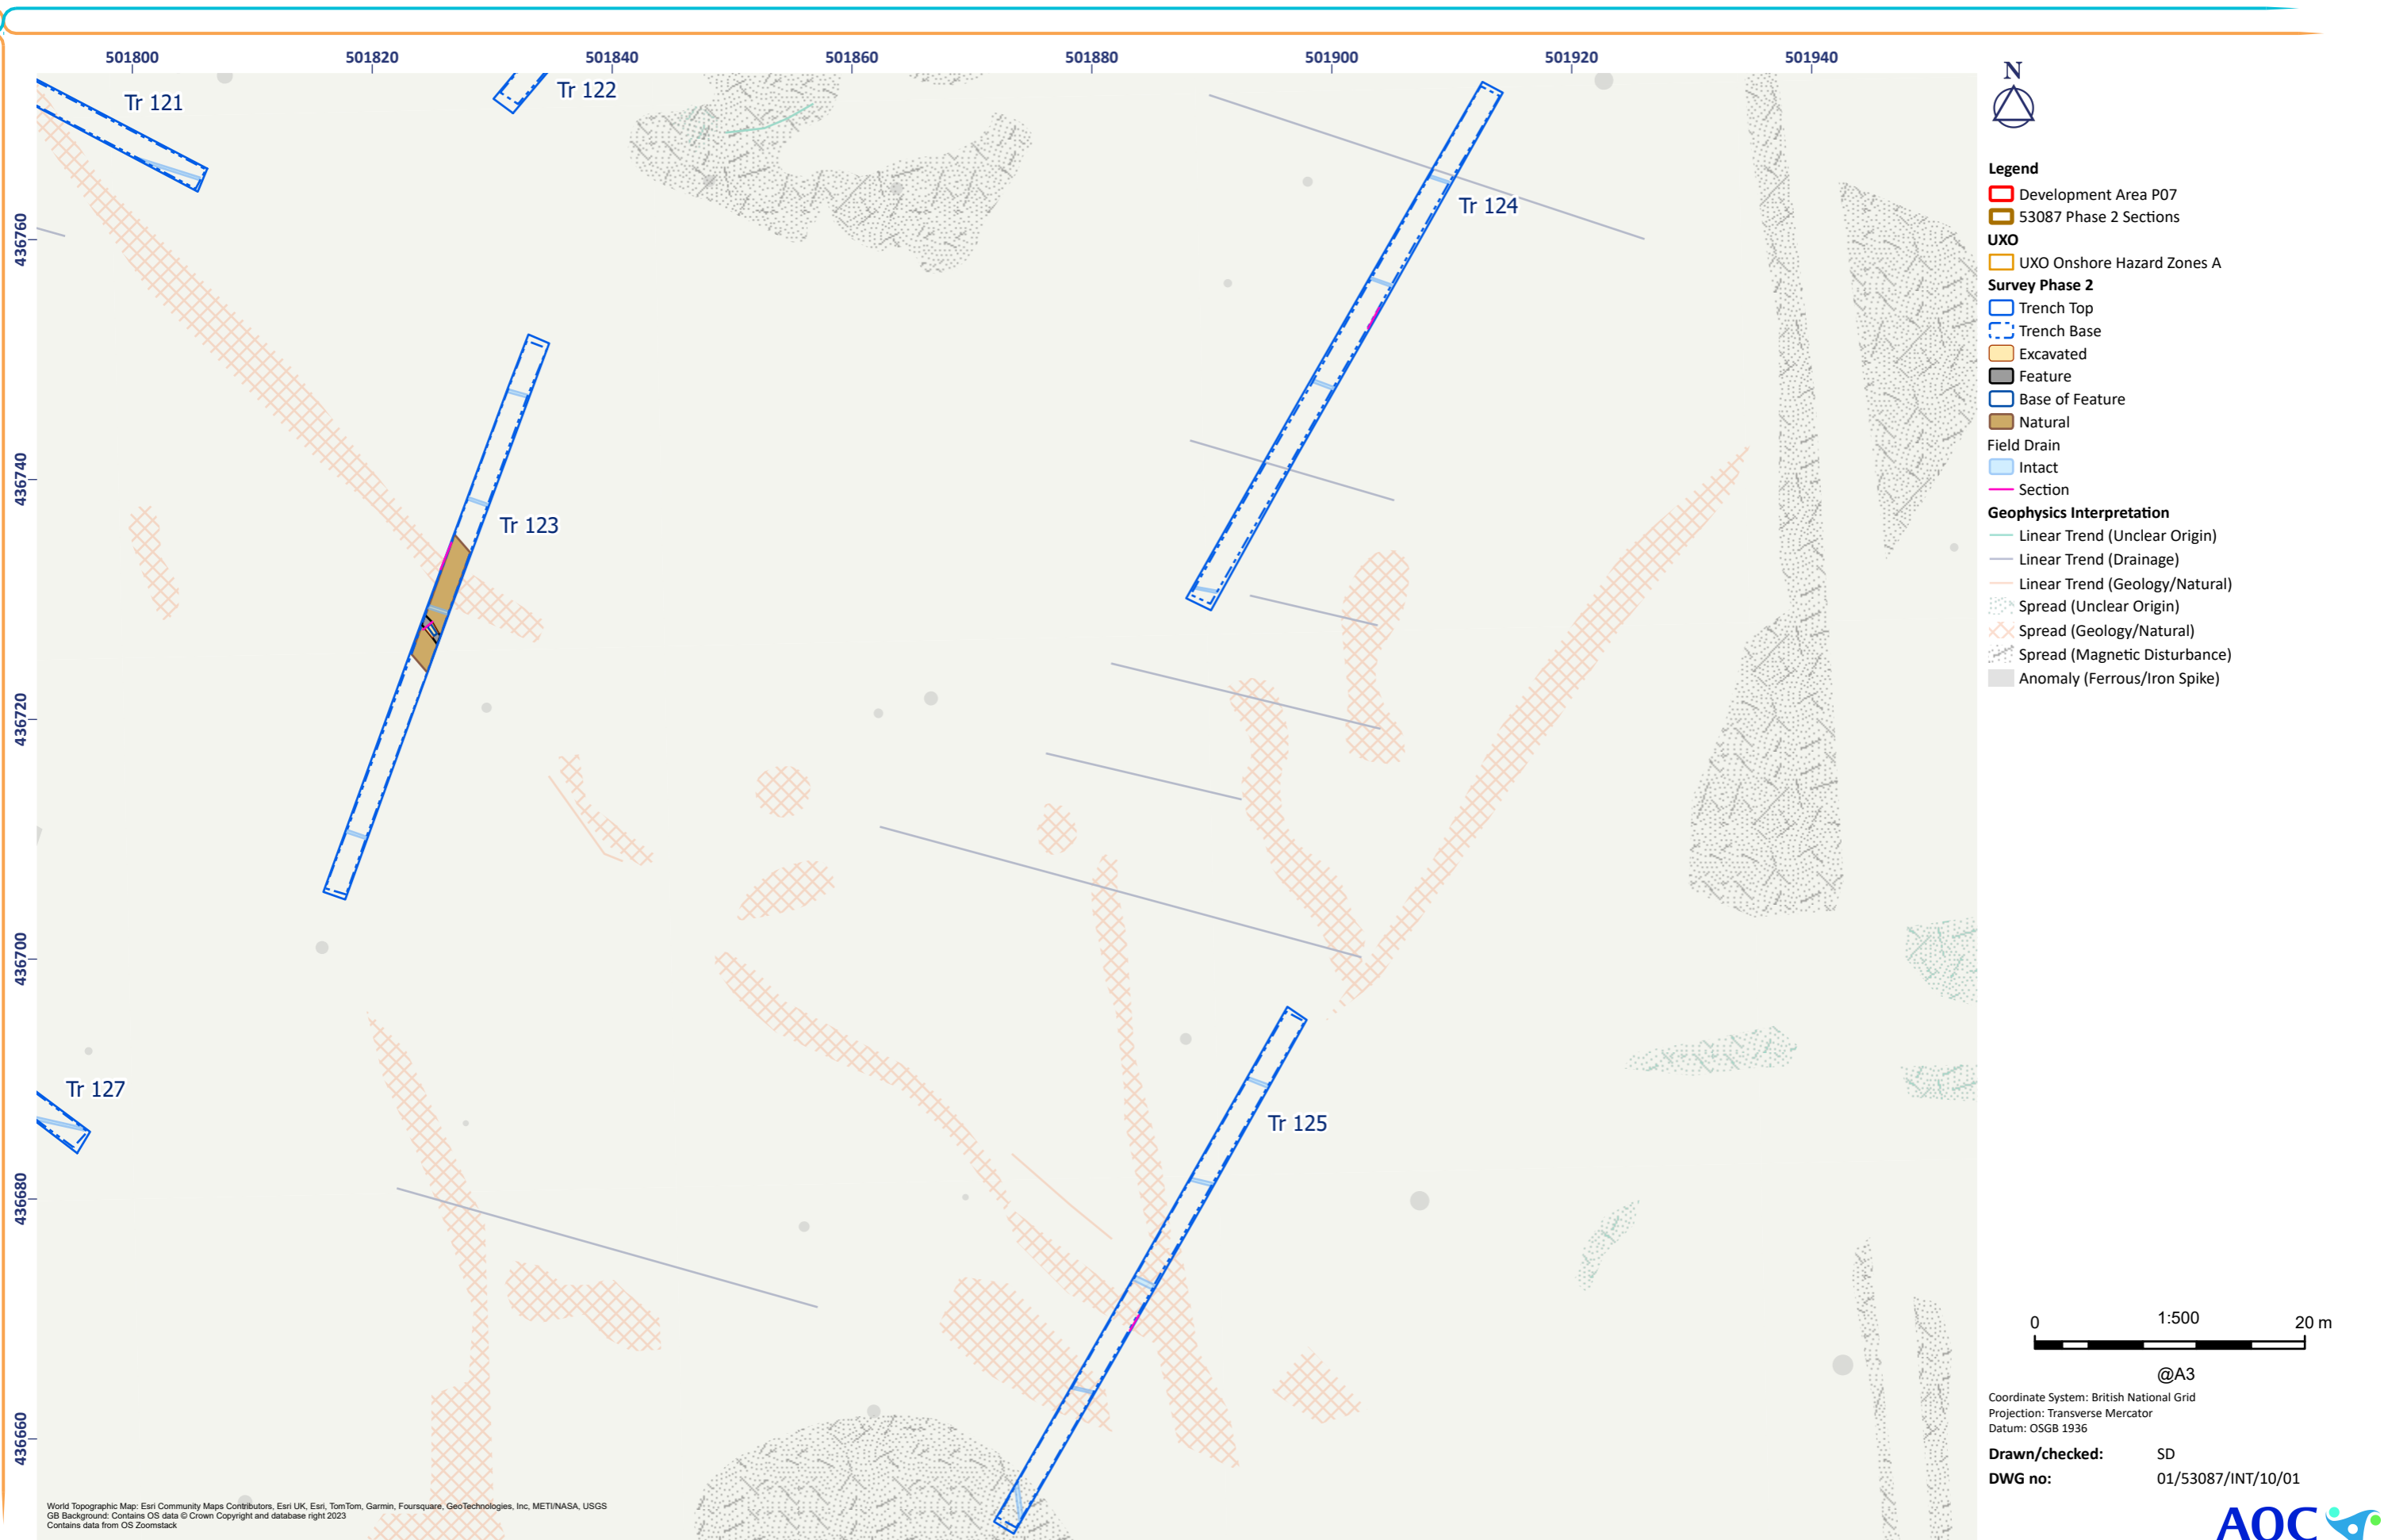 501800 501820 501840 501860 501880 501900 501920 501940
436760
436740
436720
436700
436680
436660
Tr 121
Tr 122
Tr 124
Tr 123
Tr 127
Tr 125
N
Legend
Development Area P07
53087 Phase 2 Sections
UXO
UXO Onshore Hazard Zones A
Survey Phase 2
Trench Top
Trench Base
Excavated
Feature
Base of Feature
Natural
Field Drain
Intact
Section
Geophysics Interpretation
Linear Trend (Unclear Origin)
Linear Trend (Drainage)
Linear Trend (Geology/Natural)
Spread (Unclear Origin)
Spread (Geology/Natural)
Spread (Magnetic Disturbance)
Anomaly (Ferrous/Iron Spike)
0 1:500 20 m
@A3
Coordinate System: British National Grid
Projection: Transverse Mercator
Datum: OSGB 1936
Drawn/checked: SD
DWG no: 01/53087/INT/10/01
AOC
World Topographic Map: Esri Community Maps Contributors, Esri UK, Esri, TomTom, Garmin, Foursquare, GeoTechnologies, Inc, METI/NASA, USGS
GB Background: Contains OS data © Crown Copyright and database right 2023
Contains data from OS Zoomstack